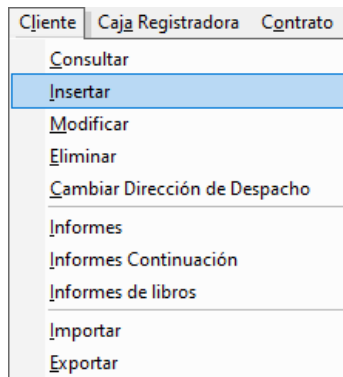 Cliente Caja Registradora Contrato
Consultar
Insertar
Modificar
Eliminar
Cambiar Dirección de Despacho
Informes
Informes Continuación
Informes de libros
Importar
Exportar